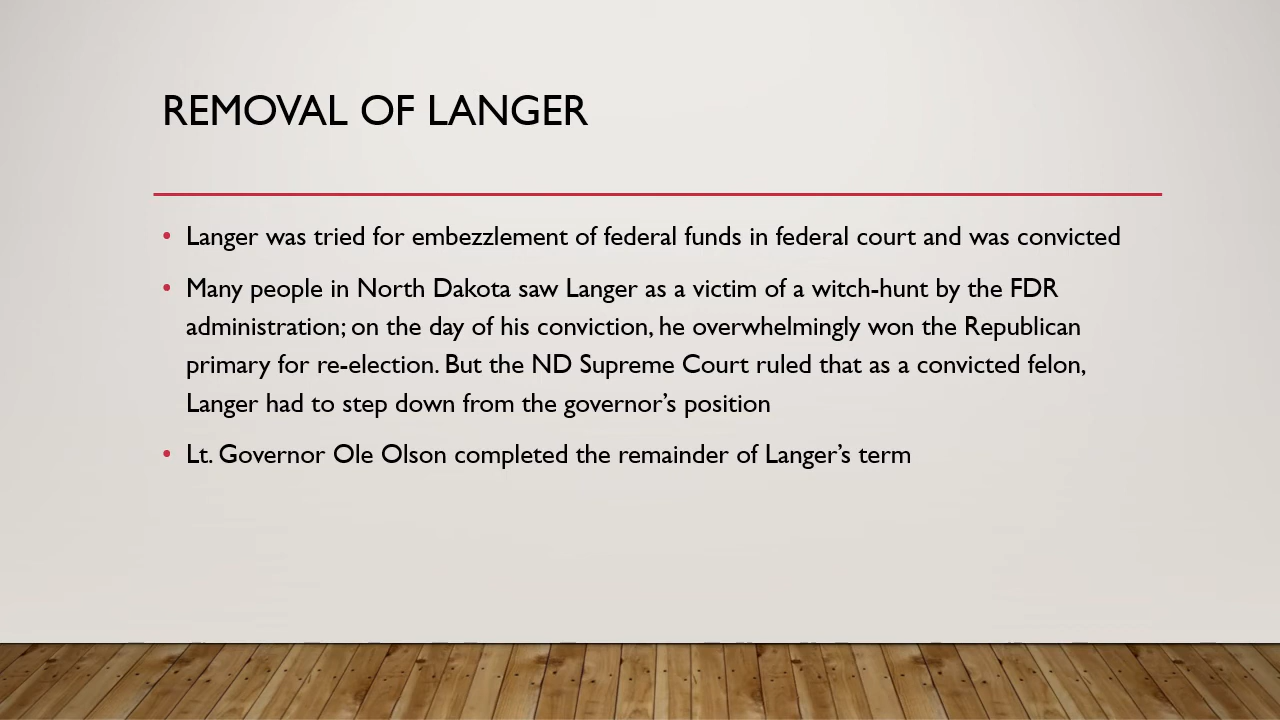 REMOVAL OF LANGER
• Langer was tried for embezzlement of federal funds in federal court and was convicted
• Many people in North Dakota saw Langer as a victim of a witch-hunt by the FDR
administration; on the day of his conviction, he overwhelmingly won the Republican
primary for re-election. But the ND Supreme Court ruled that as a convicted felon,
Langer had to step down from the governor’s position
• Lt. Governor Ole Olson completed the remainder of Langer’s term